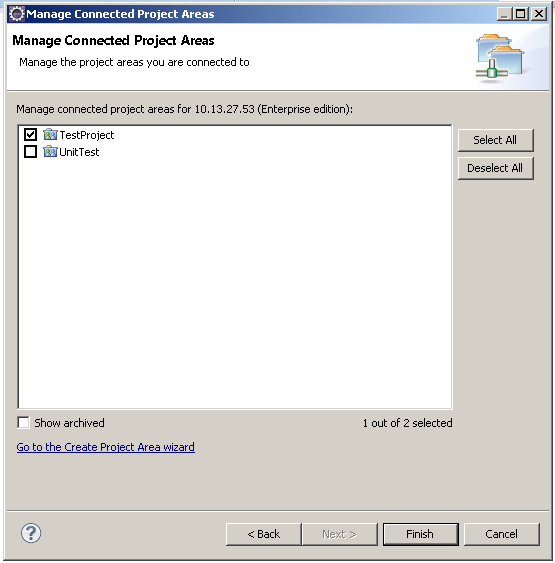 Manage Connected Project Areas
Manage Connected Project Areas
Manage the project areas you are connected to
Manage connected project areas for 10.13.27.53 (Enterprise edition):
TestProject
UnitTest
Select All
Deselect All
Show archived
1 out of 2 selected
Go to the Create Project Area wizard
?
< Back
Next >
Finish
Cancel